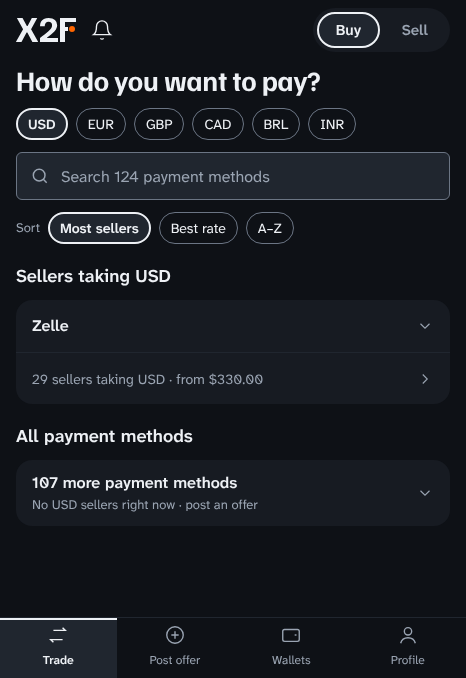 X2F
Buy
Sell
How do you want to pay?
USD
EUR
GBP
CAD
BRL
INR
Search 124 payment methods
Sort
Most sellers
Best rate
A–Z
Sellers taking USD
Zelle
29 sellers taking USD · from $330.00
All payment methods
107 more payment methods
No USD sellers right now · post an offer
Trade
Post offer
Wallets
Profile